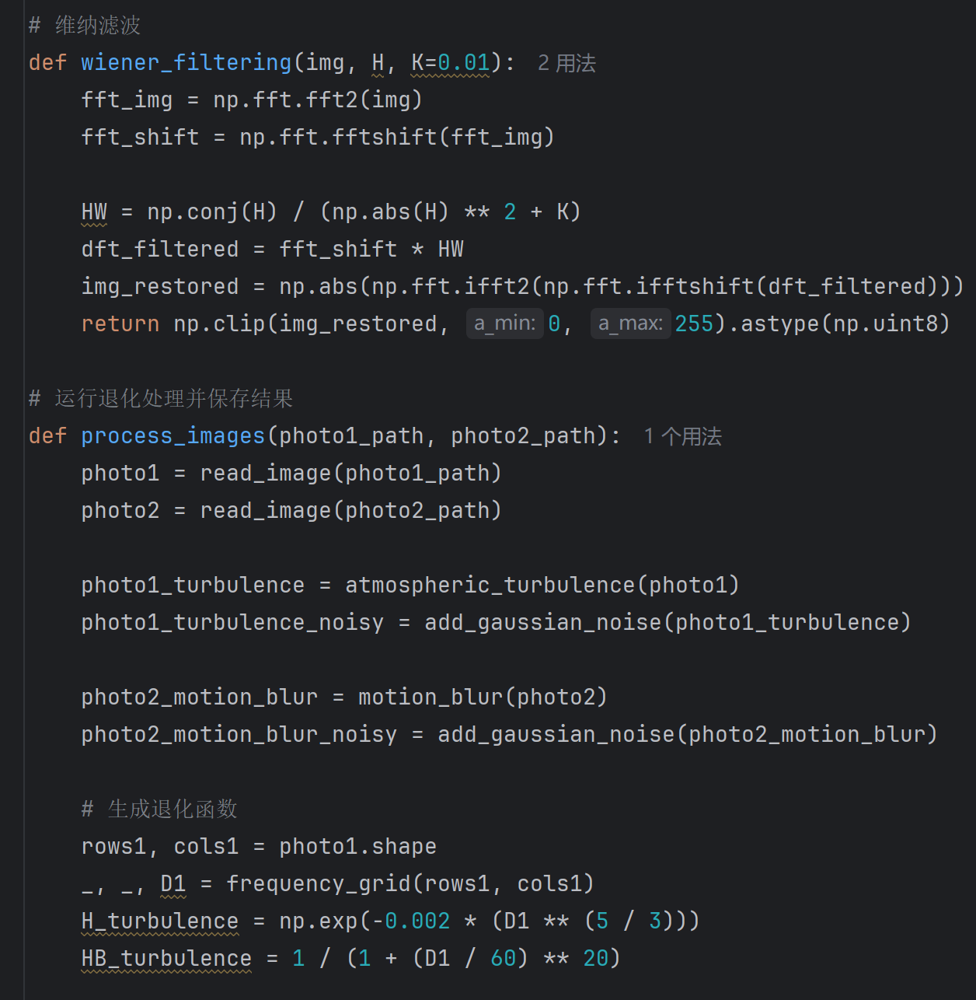 # 维纳滤波
def wiener_filtering(img, H, K=0.01): 2 用法
    fft_img = np.fft.fft2(img)
    fft_shift = np.fft.fftshift(fft_img)
    HW = np.conj(H) / (np.abs(H) ** 2 + K)
    dft_filtered = fft_shift * HW
    img_restored = np.abs(np.fft.ifft2(np.fft.ifftshift(dft_filtered)))
    return np.clip(img_restored, a_min: 0, a_max: 255).astype(np.uint8)
# 运行退化处理并保存结果
def process_images(photo1_path, photo2_path): 1 个用法
    photo1 = read_image(photo1_path)
    photo2 = read_image(photo2_path)
    photo1_turbulence = atmospheric_turbulence(photo1)
    photo1_turbulence_noisy = add_gaussian_noise(photo1_turbulence)
    photo2_motion_blur = motion_blur(photo2)
    photo2_motion_blur_noisy = add_gaussian_noise(photo2_motion_blur)
    # 生成退化函数
    rows1, cols1 = photo1.shape
    _, _, D1 = frequency_grid(rows1, cols1)
    H_turbulence = np.exp(-0.002 * (D1 ** (5 / 3)))
    HB_turbulence = 1 / (1 + (D1 / 60) ** 20)